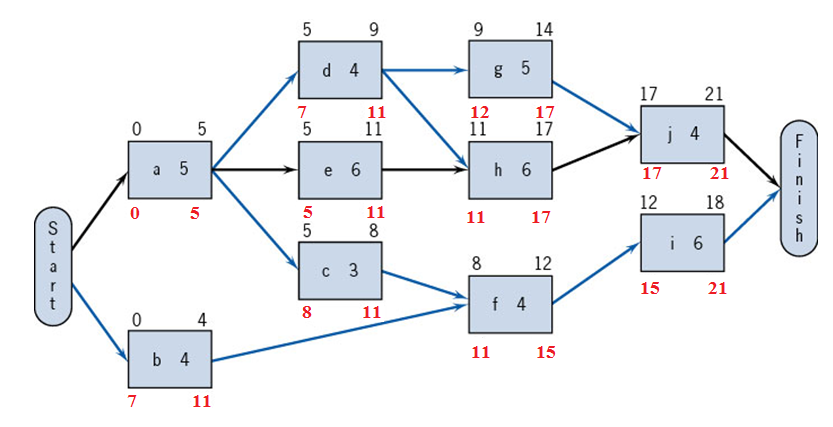 5 9
d 4
7 11
9 14
g 5
12 17
17 21
j 4
17 21
0 5
a 5
0 5
5 11
e 6
5 11
11 17
h 6
11 17
Finish
Start
5 8
c 3
8 11
12 18
i 6
15 21
8 12
f 4
11 15
0 4
b 4
7 11